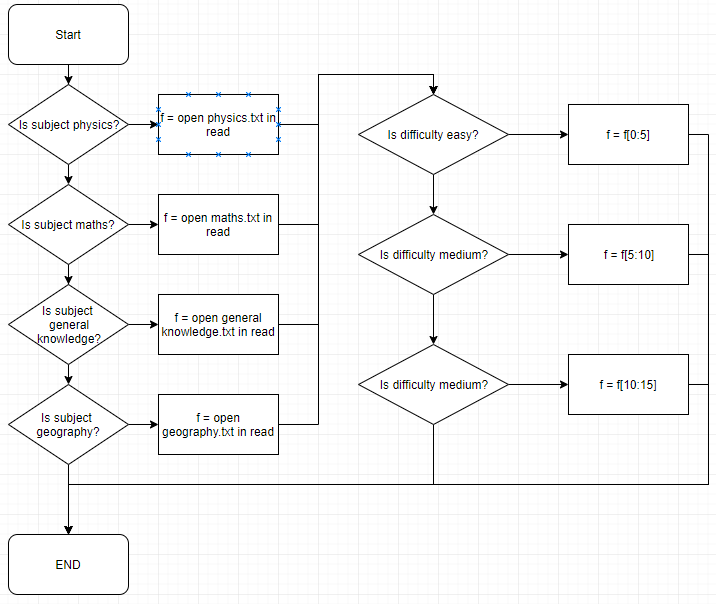 Start
Is subject physics?
f = open physics.txt in
read
Is subject maths?
f = open maths.txt in
read
Is subject
general
knowledge?
f = open general
knowledge.txt in read
Is subject
geography?
f = open
geography.txt in read
END
Is difficulty easy?
f = f[0:5]
Is difficulty medium?
f = f[5:10]
Is difficulty medium?
f = f[10:15]